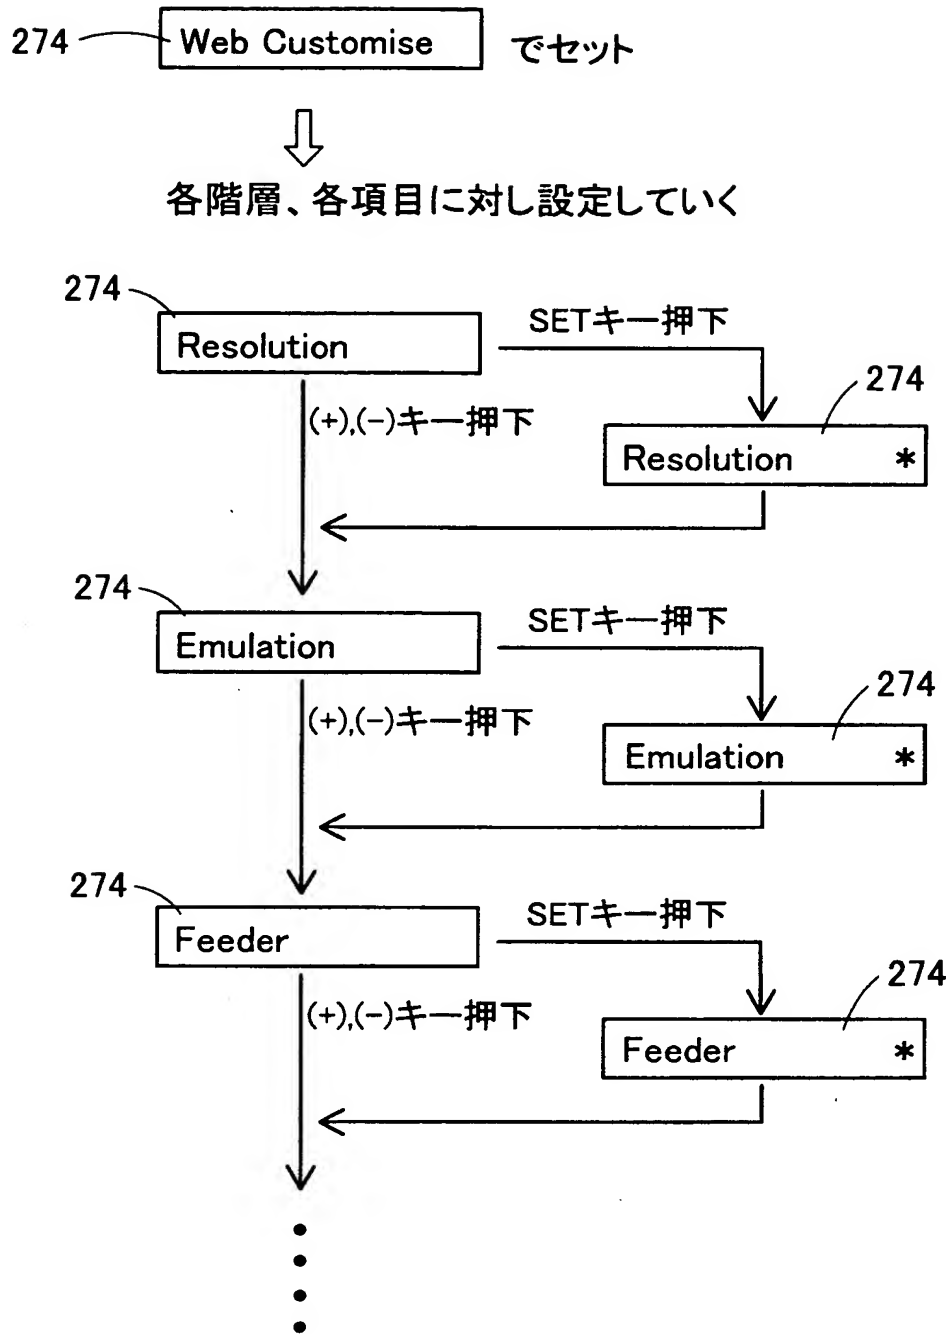 274 Web Customise でセット
各階層、各項目に対し設定していく
274
Resolution
SETキー押下
(+),(-)キー押下
274
Resolution *
274
Emulation
SETキー押下
(+),(-)キー押下
274
Emulation *
274
Feeder
SETキー押下
(+),(-)キー押下
274
Feeder *